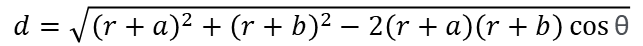 d = √((r + a)² + (r + b)² − 2(r + a)(r + b) cos θ)